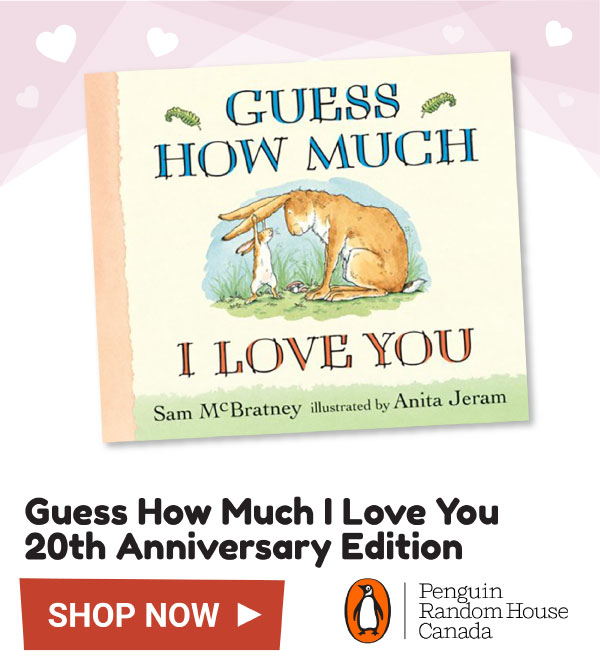 GUESS
HOW MUCH
I LOVE YOU
Sam McBratney illustrated by Anita Jeram
Guess How Much I Love You
20th Anniversary Edition
SHOP NOW
Penguin
Random House
Canada